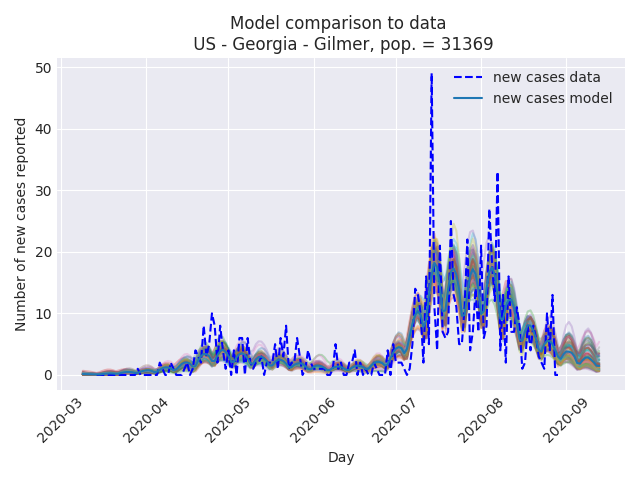 Model comparison to data
US - Georgia - Gilmer, pop. = 31369
new cases data
new cases model
Number of new cases reported
50
40
30
20
10
0
2020-03
2020-04
2020-05
2020-06
2020-07
2020-08
2020-09
Day